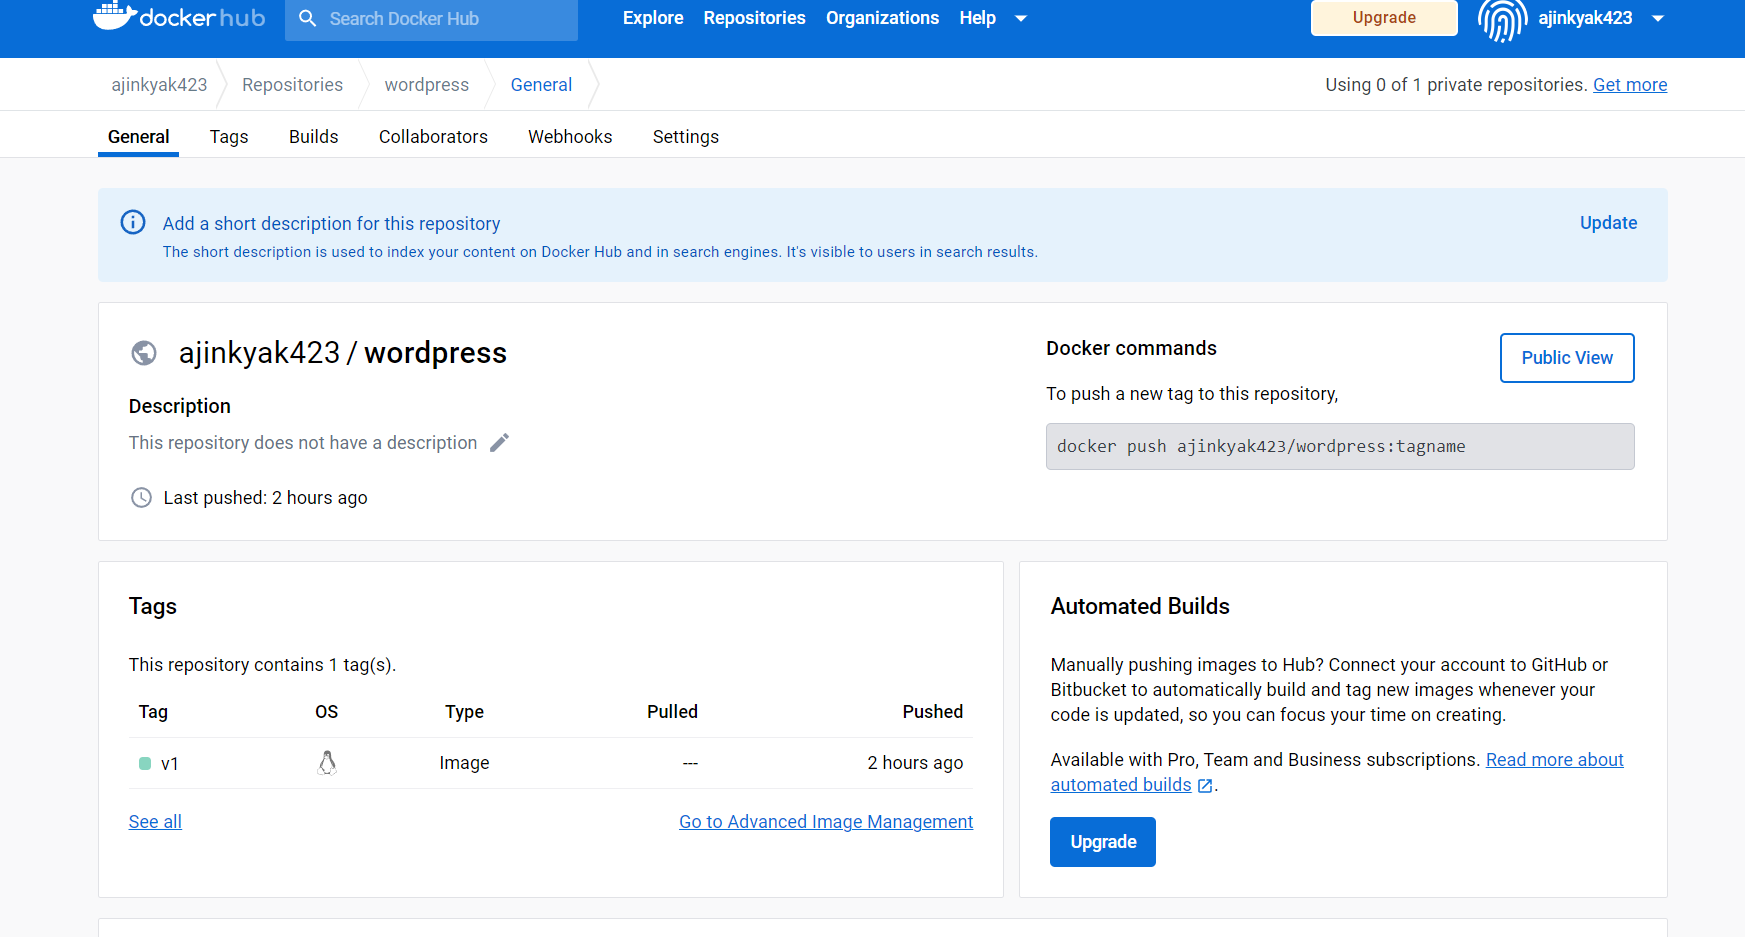 dockerhub
Search Docker Hub
Explore Repositories Organizations Help
Upgrade
ajinkyak423
ajinkyak423 Repositories wordpress General
Using 0 of 1 private repositories. Get more
General Tags Builds Collaborators Webhooks Settings
Add a short description for this repository
Update
The short description is used to index your content on Docker Hub and in search engines. It's visible to users in search results.
ajinkyak423 / wordpress
Description
This repository does not have a description
Last pushed: 2 hours ago
Docker commands
Public View
To push a new tag to this repository,
docker push ajinkyak423/wordpress:tagname
Tags
This repository contains 1 tag(s).
Tag OS Type Pulled Pushed
v1 Image --- 2 hours ago
See all
Go to Advanced Image Management
Automated Builds
Manually pushing images to Hub? Connect your account to GitHub or
Bitbucket to automatically build and tag new images whenever your
code is updated, so you can focus your time on creating.
Available with Pro, Team and Business subscriptions. Read more about
automated builds .
Upgrade